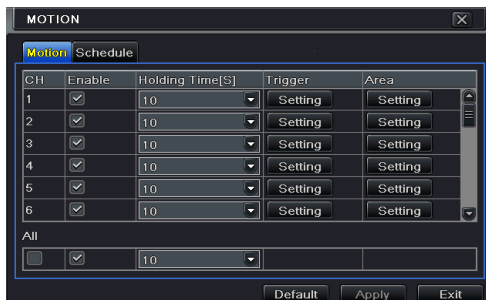 MOTION
Motion Schedule
CH Enable Holding Time[S] Trigger Area
1 10 Setting Setting
2 10 Setting Setting
3 10 Setting Setting
4 10 Setting Setting
5 10 Setting Setting
6 10 Setting Setting
All
10
Default Apply Exit